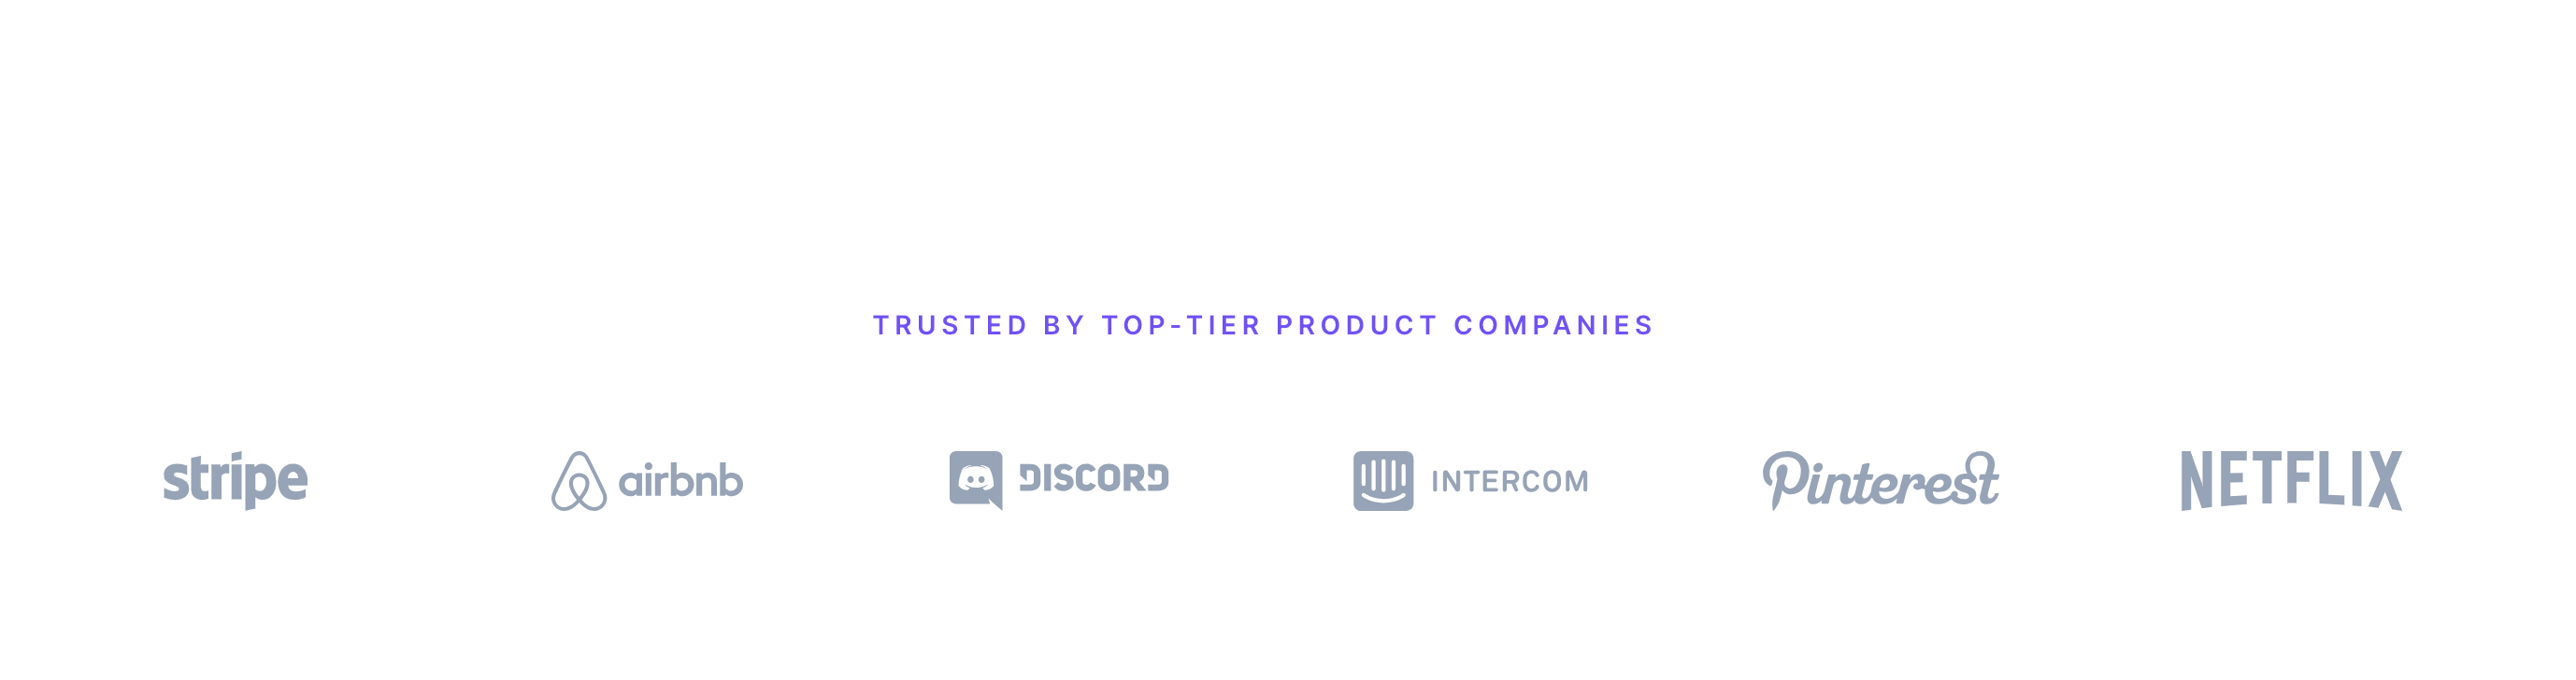 TRUSTED BY TOP-TIER PRODUCT COMPANIES
stripe airbnb DISCORD INTERCOM Pinterest NETFLIX